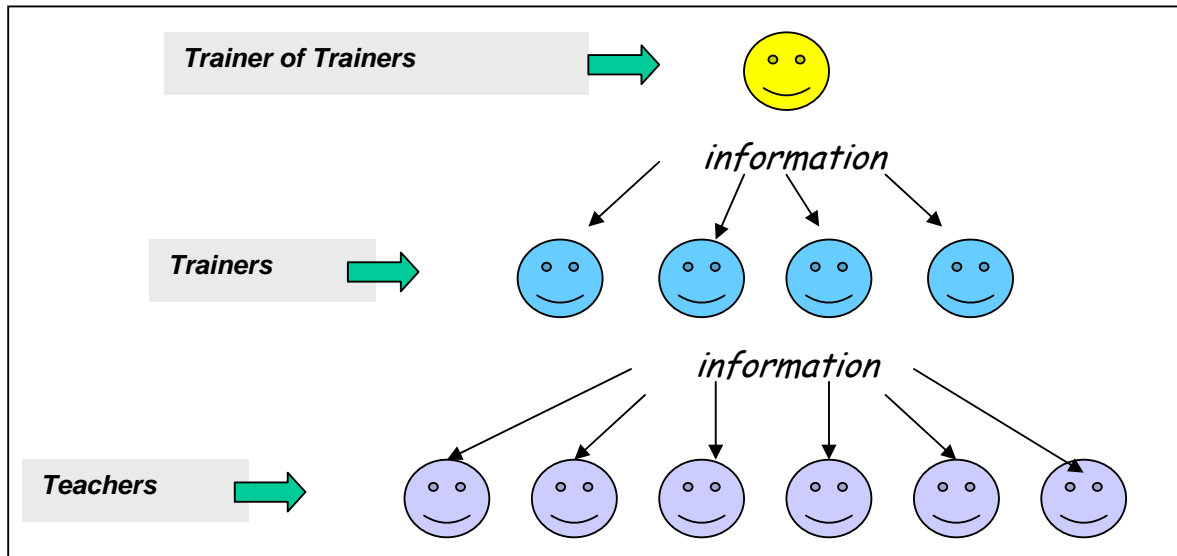 Trainer of Trainers
information
Trainers
information
Teachers